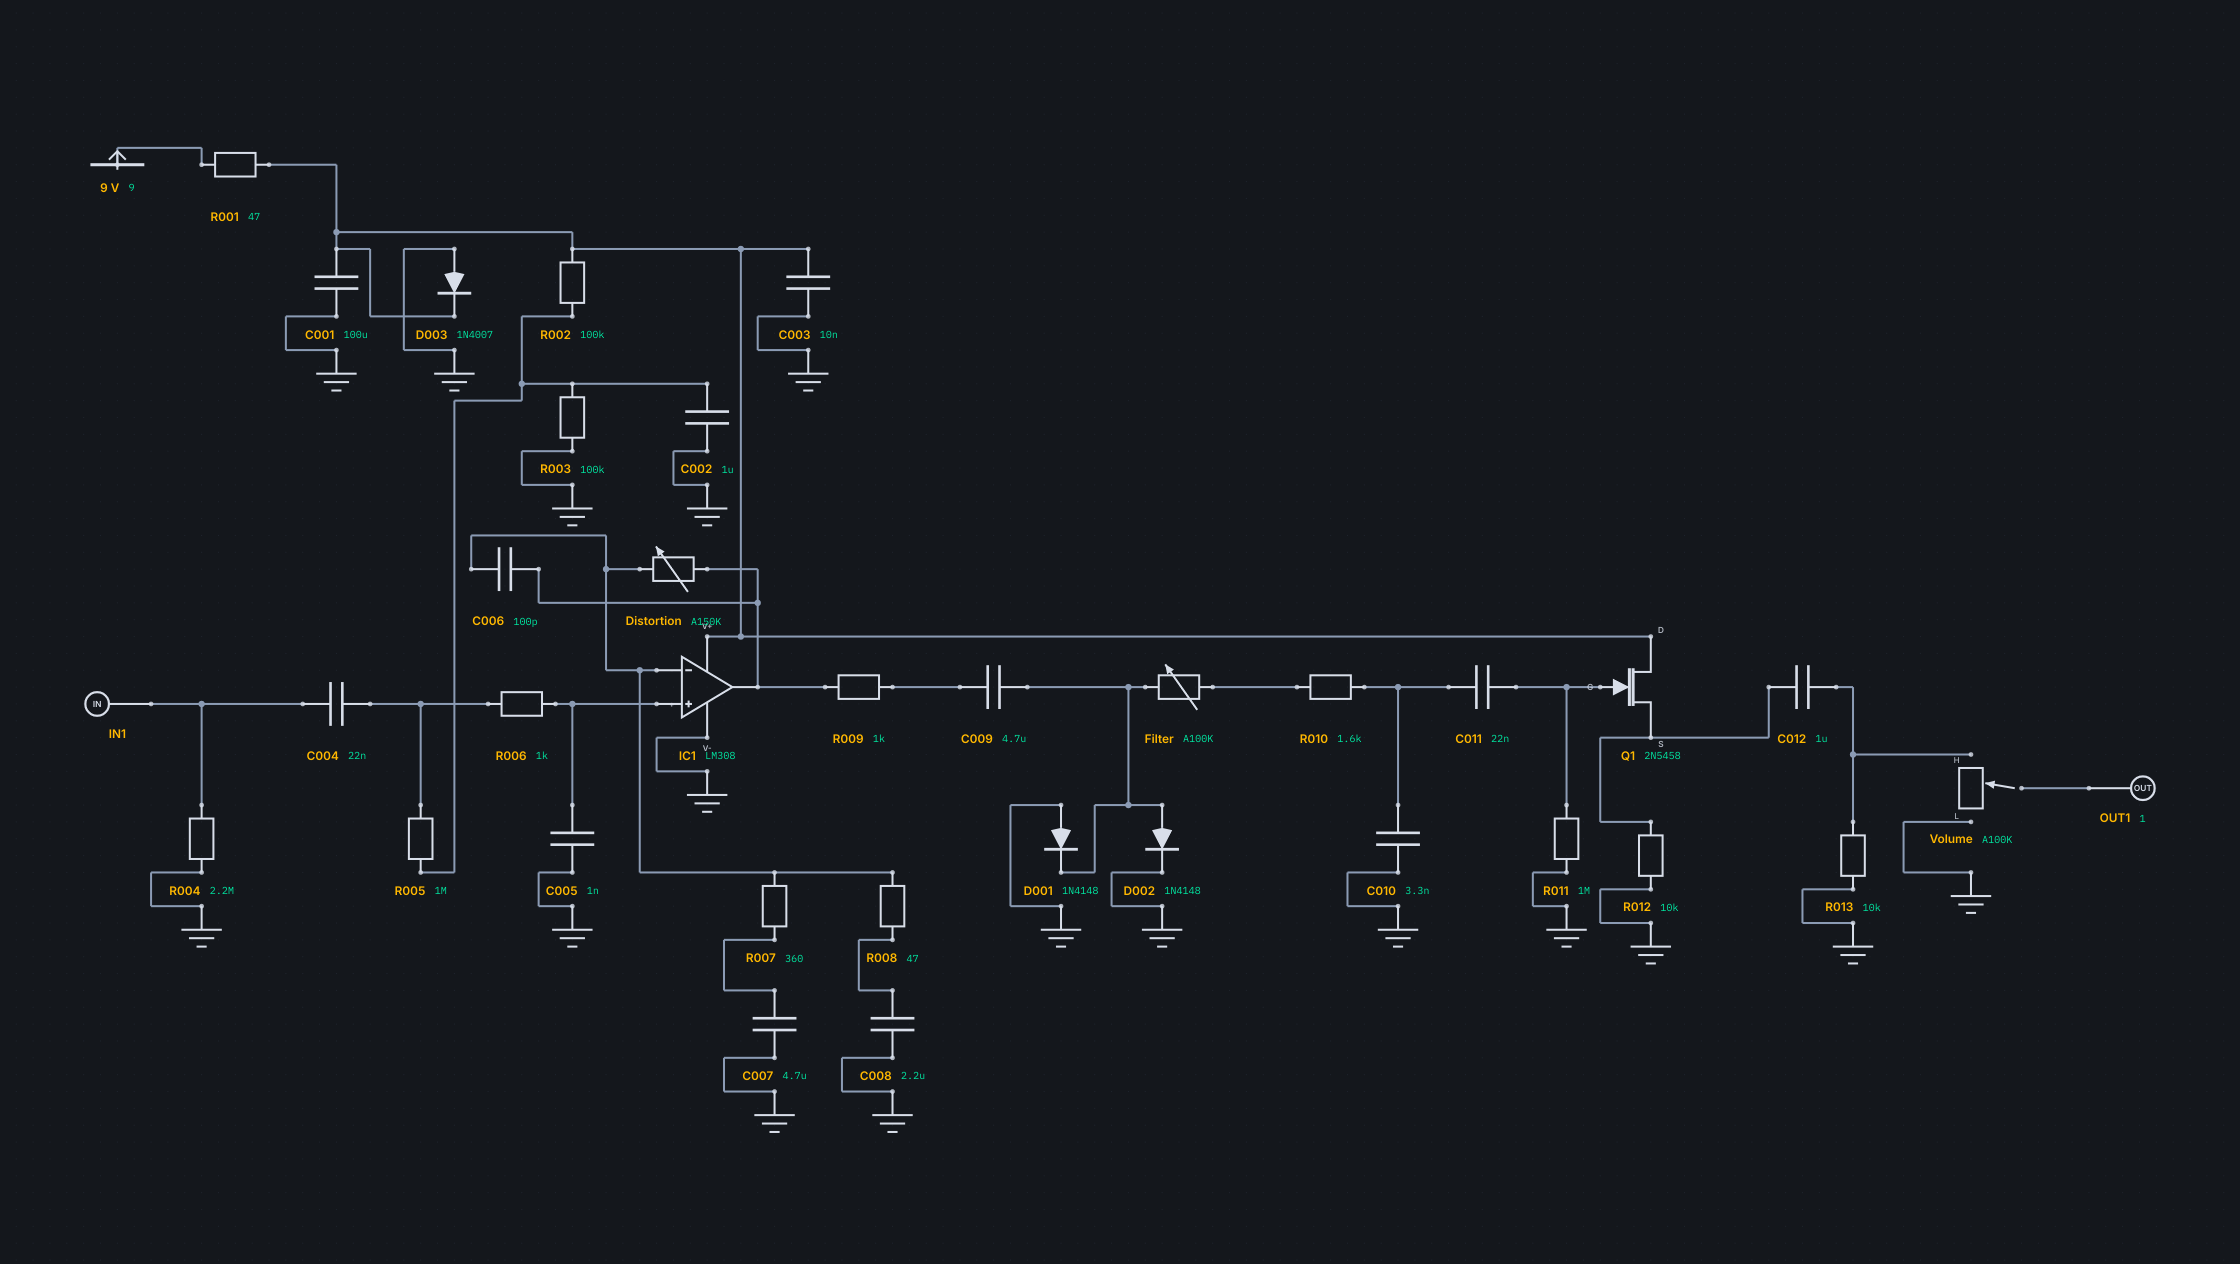 9 V 9
R001 47
C001 100u
D003 1N4007
R002 100k
C003 10n
R003 100k
C002 1u
C006 100p
Distortion A150K
V+
D
IN
G
IN1
C004 22n
R006 1k
IC1 LM308
V-
R009 1k
C009 4.7u
Filter A100K
R010 1.6k
C011 22n
S
Q1 2N5458
C012 1u
H
OUT
L
OUT1 1
Volume A100K
R004 2.2M
R005 1M
C005 1n
D001 1N4148
D002 1N4148
C010 3.3n
R011 1M
R012 10k
R013 10k
R007 360
R008 47
C007 4.7u
C008 2.2u